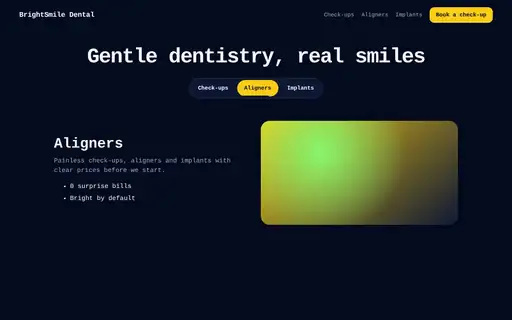 BrightSmile Dental
Check-ups Aligners Implants Book a check-up
Gentle dentistry, real smiles
Check-ups Aligners Implants
Aligners
Painless check-ups, aligners and implants with
clear prices before we start.
• 0 surprise bills
• Bright by default